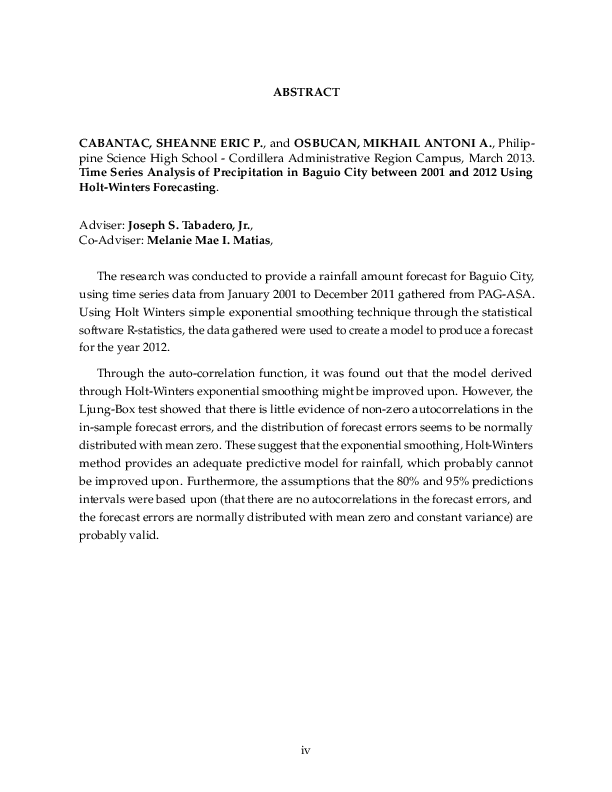 ABSTRACT
CABANTAC, SHEANNE ERIC P., and OSBUCAN, MIKHAIL ANTONI A., Philip-
pine Science High School - Cordillera Administrative Region Campus, March 2013.
Time Series Analysis of Precipitation in Baguio City between 2001 and 2012 Using
Holt-Winters Forecasting.
Adviser: Joseph S. Tabadero, Jr.,
Co-Adviser: Melanie Mae I. Matias,
The research was conducted to provide a rainfall amount forecast for Baguio City,
using time series data from January 2001 to December 2011 gathered from PAG-ASA.
Using Holt Winters simple exponential smoothing technique through the statistical
software R-statistics, the data gathered were used to create a model to produce a forecast
for the year 2012.
Through the auto-correlation function, it was found out that the model derived
through Holt-Winters exponential smoothing might be improved upon. However, the
Ljung-Box test showed that there is little evidence of non-zero autocorrelations in the
in-sample forecast errors, and the distribution of forecast errors seems to be normally
distributed with mean zero. These suggest that the exponential smoothing, Holt-Winters
method provides an adequate predictive model for rainfall, which probably cannot
be improved upon. Furthermore, the assumptions that the 80% and 95% predictions
intervals were based upon (that there are no autocorrelations in the forecast errors, and
the forecast errors are normally distributed with mean zero and constant variance) are
probably valid.
iv